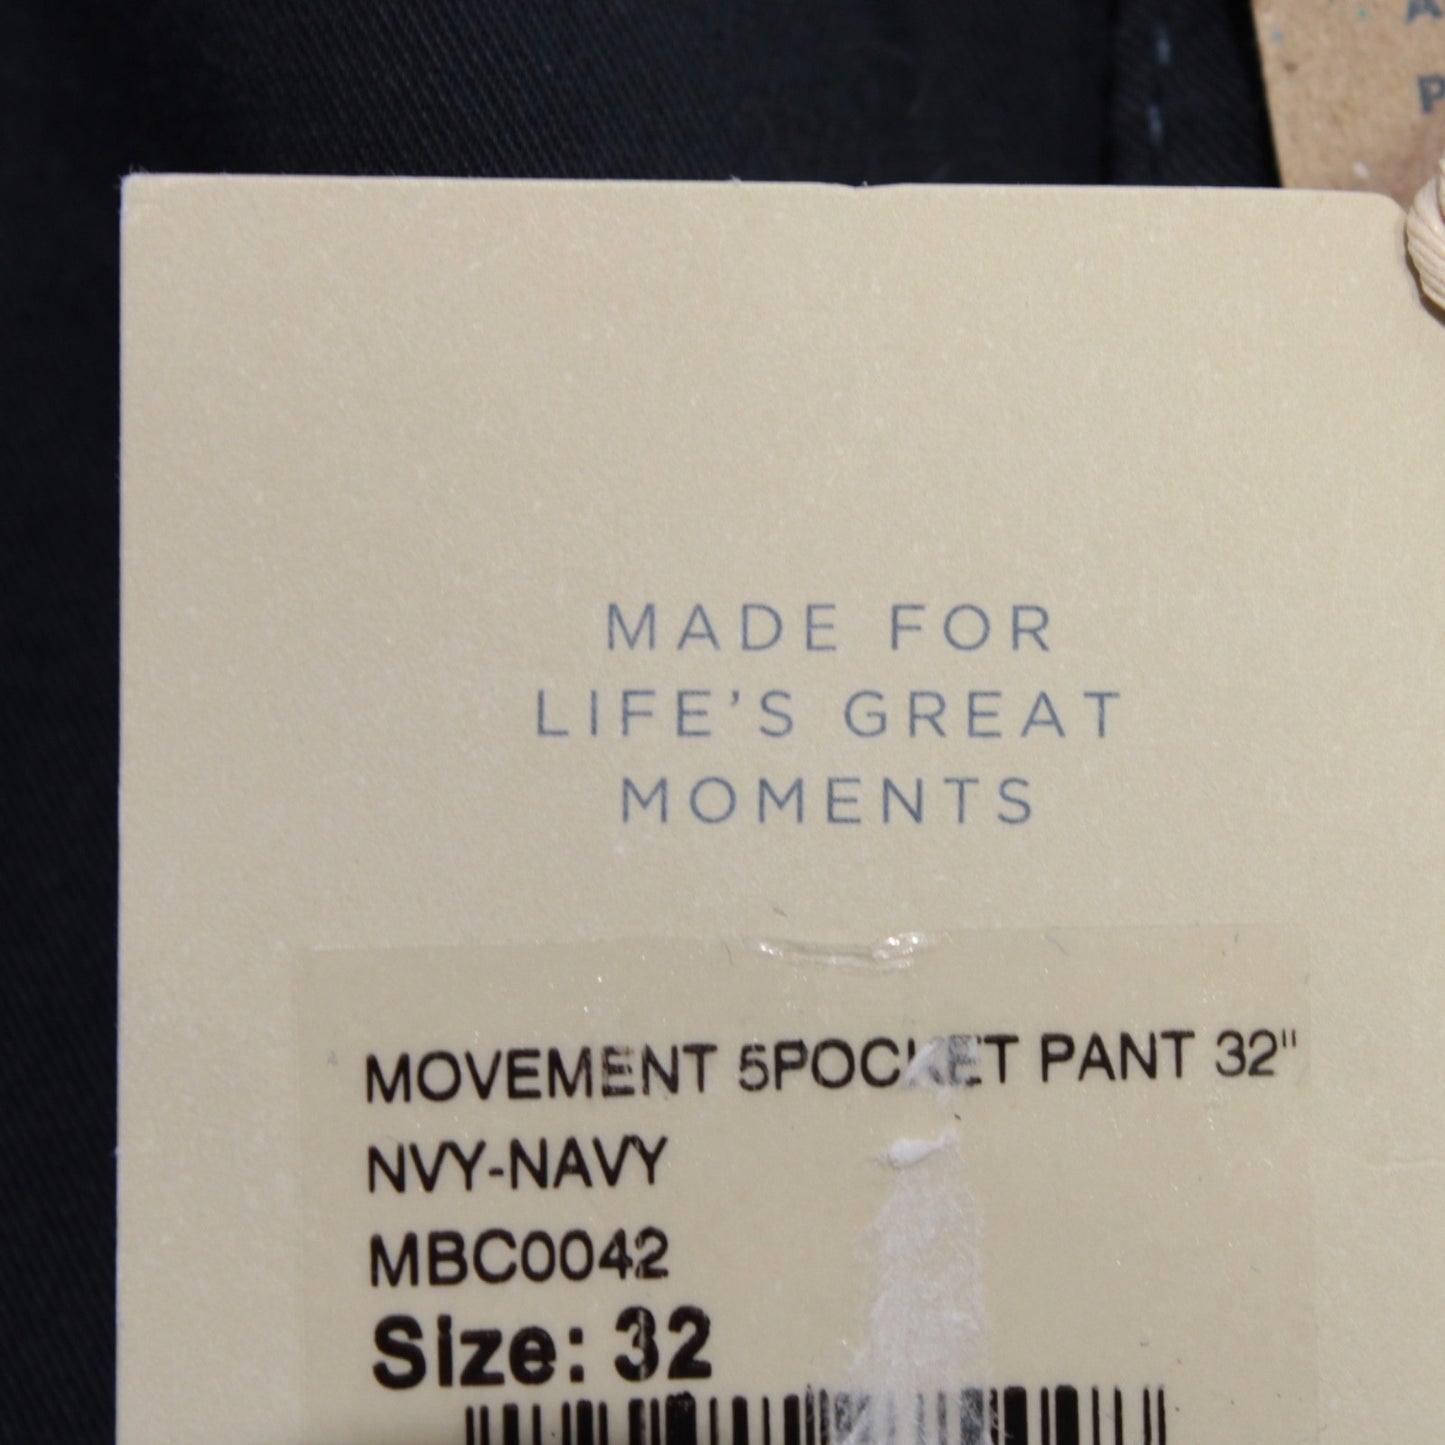 MADE FOR
LIFE'S GREAT
MOMENTS
MOVEMENT 5POCKET PANT 32"
NVY-NAVY
MBC0042
Size: 32